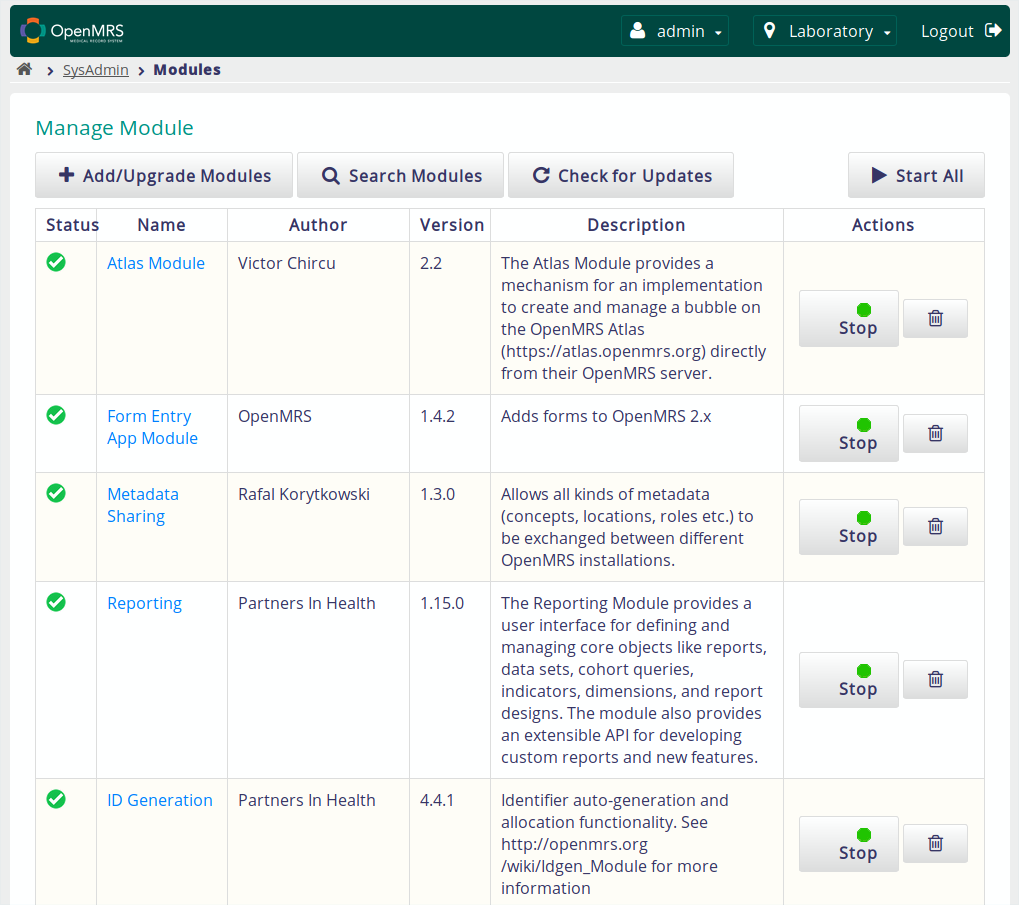 OpenMRS
MEDICAL RECORD SYSTEM
admin
Laboratory
Logout
SysAdmin
Modules
Manage Module
Add/Upgrade Modules
Search Modules
Check for Updates
Start All
Status Name Author Version Description Actions
Atlas Module
Victor Chircu
2.2
The Atlas Module provides a
mechanism for an implementation
to create and manage a bubble on
the OpenMRS Atlas
(https://atlas.openmrs.org) directly
from their OpenMRS server.
Stop
Form Entry
App Module
OpenMRS
1.4.2
Adds forms to OpenMRS 2.x
Stop
Metadata
Sharing
Rafal Korytkowski
1.3.0
Allows all kinds of metadata
(concepts, locations, roles etc.) to
be exchanged between different
OpenMRS installations.
Stop
Reporting
Partners In Health
1.15.0
The Reporting Module provides a
user interface for defining and
managing core objects like reports,
data sets, cohort queries,
indicators, dimensions, and report
designs. The module also provides
an extensible API for developing
custom reports and new features.
Stop
ID Generation
Partners In Health
4.4.1
Identifier auto-generation and
allocation functionality. See
http://openmrs.org
/wiki/Idgen_Module for more
information
Stop